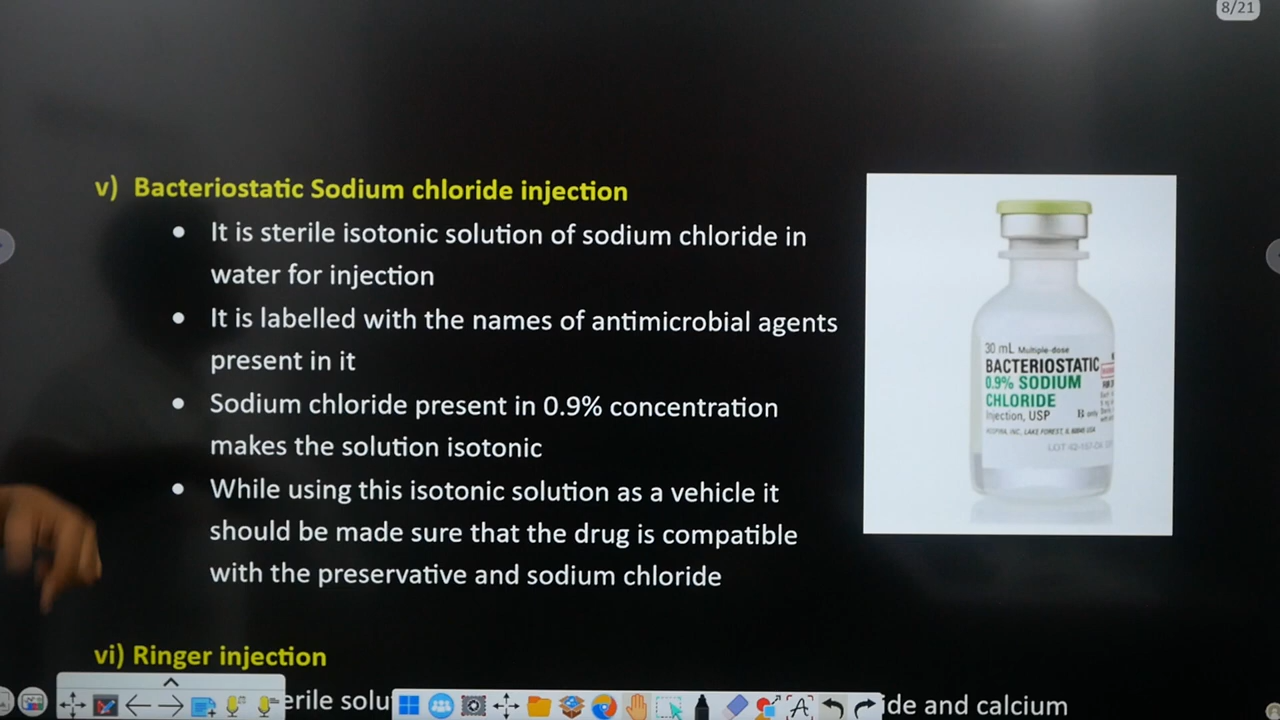 8/21
v) Bacteriostatic Sodium chloride injection
• It is sterile isotonic solution of sodium chloride in
water for injection
• It is labelled with the names of antimicrobial agents
present in it
• Sodium chloride present in 0.9% concentration
makes the solution isotonic
• While using this isotonic solution as a vehicle it
should be made sure that the drug is compatible
with the preservative and sodium chloride
30 mL Multiple-dose
BACTERIOSTATIC
0.9% SODIUM
CHLORIDE
Injection, USP
INC, LAKE FOREST, IL
vi) Ringer injection
erile solu ide and calcium